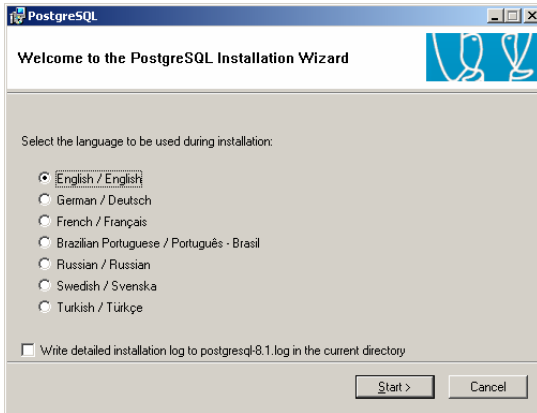 PostgreSQL
Welcome to the PostgreSQL Installation Wizard
Select the language to be used during installation:
English / English
German / Deutsch
French / Français
Brazilian Portuguese / Português - Brasil
Russian / Russian
Swedish / Svenska
Turkish / Türkçe
Write detailed installation log to postgresql-8.1.log in the current directory
Start >
Cancel